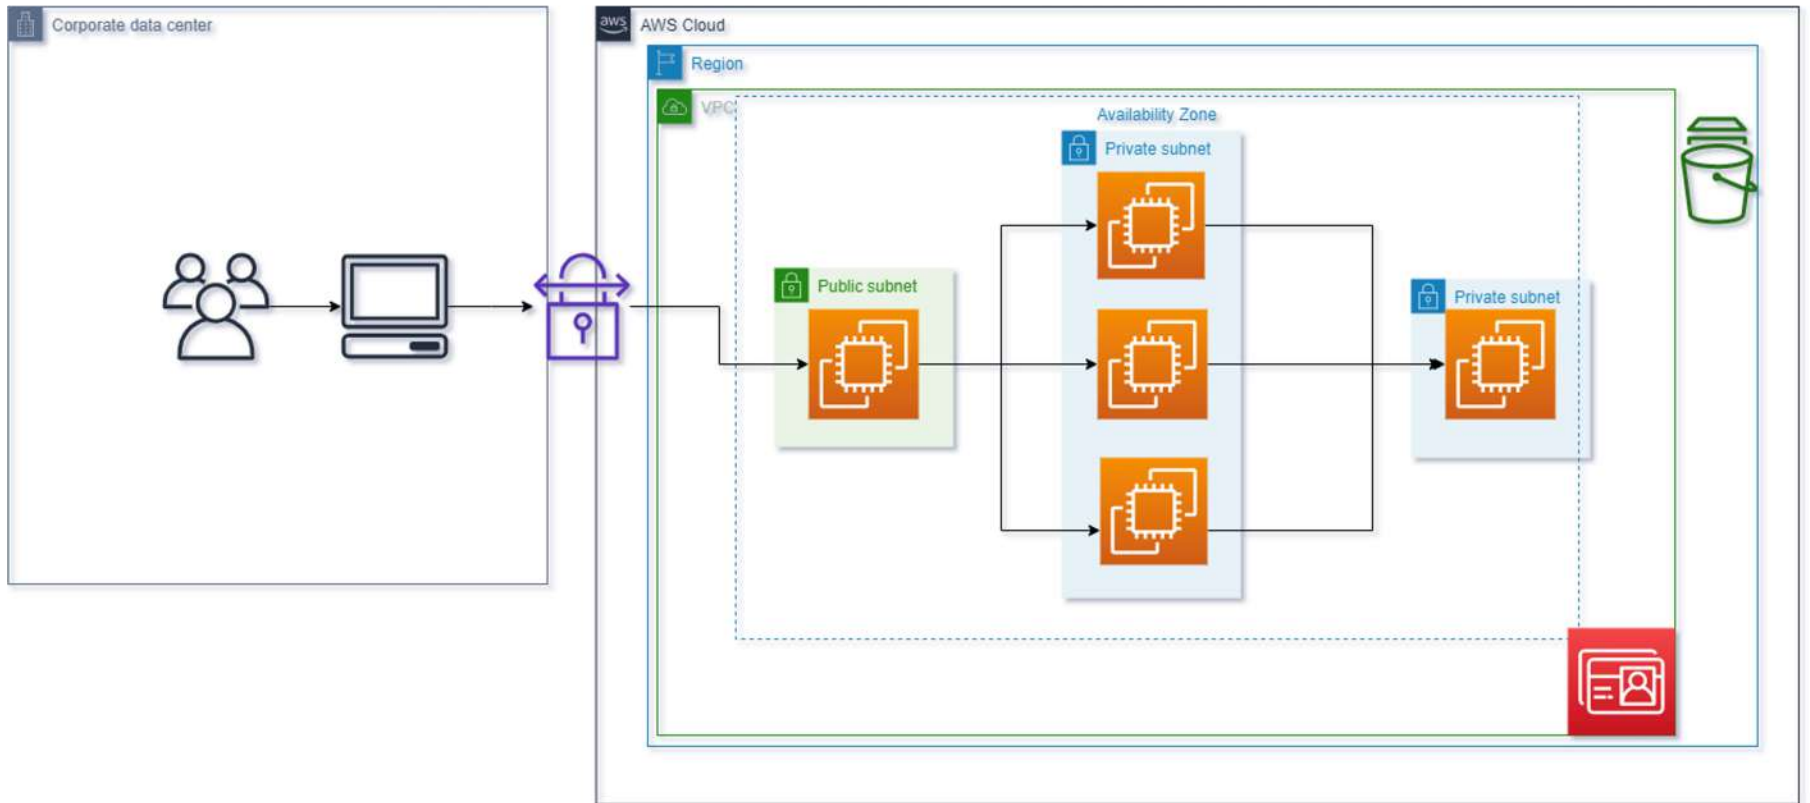 Corporate data center
aws
AWS Cloud
Region
VPC
Availability Zone
Private subnet
Public subnet
Private subnet